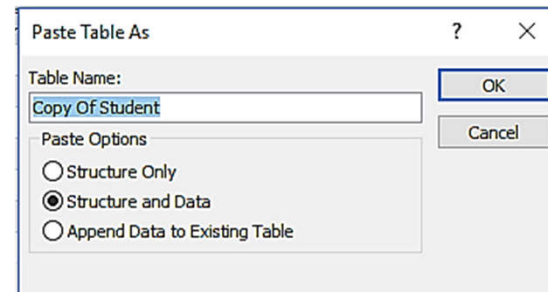 Paste Table As
?
Table Name:
Copy Of Student
OK
Cancel
Paste Options
Structure Only
Structure and Data
Append Data to Existing Table